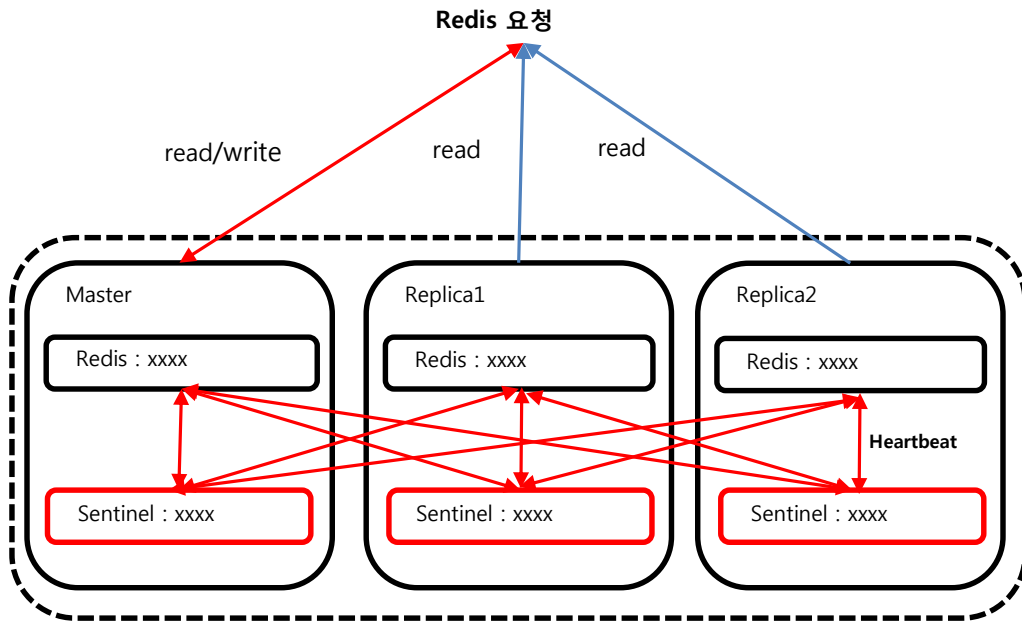 Redis 요청
read/write
read
read
Master
Replica1
Replica2
Redis : xxxx
Redis : xxxx
Redis : xxxx
Heartbeat
Sentinel : xxxx
Sentinel : xxxx
Sentinel : xxxx